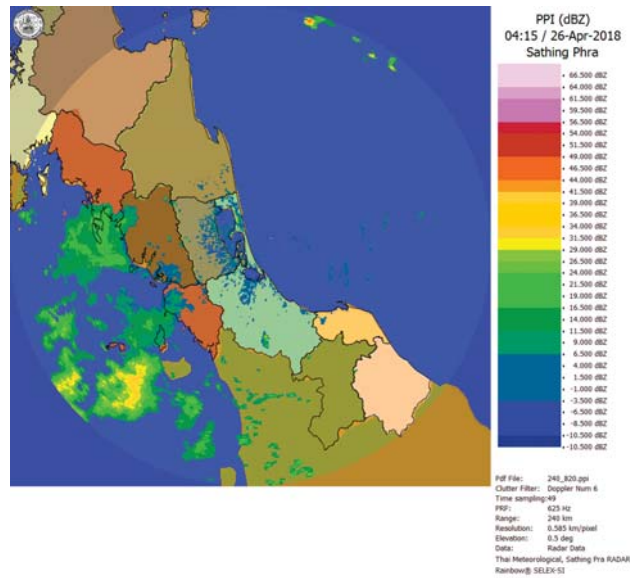 PPI (dBZ)
04:15 / 26-Apr-2018
Sathing Phra
66.500 dBZ
64.000 dBZ
61.500 dBZ
59.000 dBZ
56.500 dBZ
54.000 dBZ
51.500 dBZ
49.000 dBZ
46.500 dBZ
44.000 dBZ
41.500 dBZ
39.000 dBZ
36.500 dBZ
34.000 dBZ
31.500 dBZ
29.000 dBZ
26.500 dBZ
24.000 dBZ
21.500 dBZ
19.000 dBZ
16.500 dBZ
14.000 dBZ
11.500 dBZ
9.000 dBZ
6.500 dBZ
4.000 dBZ
1.500 dBZ
-1.000 dBZ
-3.500 dBZ
-6.000 dBZ
-8.500 dBZ
-10.500 dBZ
Pdf File: 240_820.ppi
Clutter Filter: Doppler Num 6
Time sampling:49
PRF: 625 Hz
Range: 240 km
Resolution: 0.585 km/pixel
Elevation: 0.5 deg
Data: Radar Data
Thai Meteorological, Sathing Pra RADAR
Rainbow® SELEX-SI